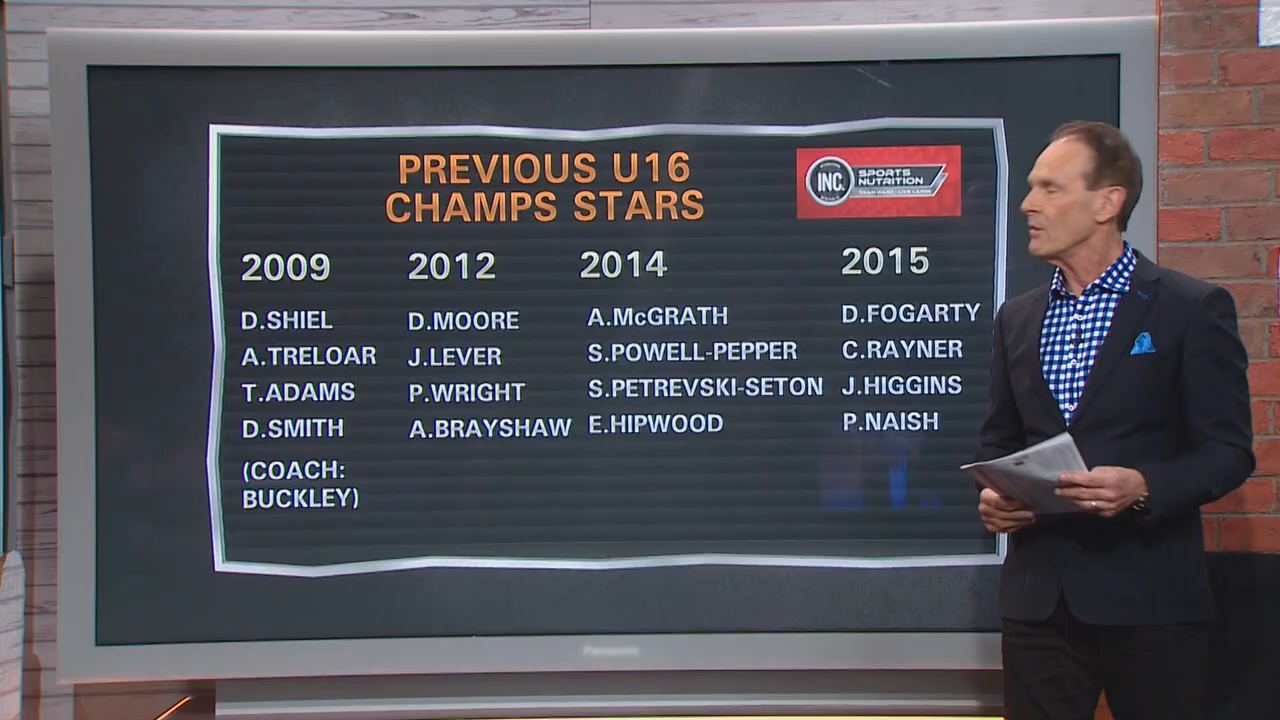 PREVIOUS U16
CHAMPS STARS
INC.
SPORTS
NUTRITION
2009
D.SHIEL
A.TRELOAR
T.ADAMS
D.SMITH
(COACH:
BUCKLEY)
2012
D.MOORE
J.LEVER
P.WRIGHT
A.BRAYSHAW
2014
A.McGRATH
S.POWELL-PEPPER
S.PETREVSKI-SETON
E.HIPWOOD
2015
D.FOGARTY
C.RAYNER
J.HIGGINS
P.NAISH
Panasonic